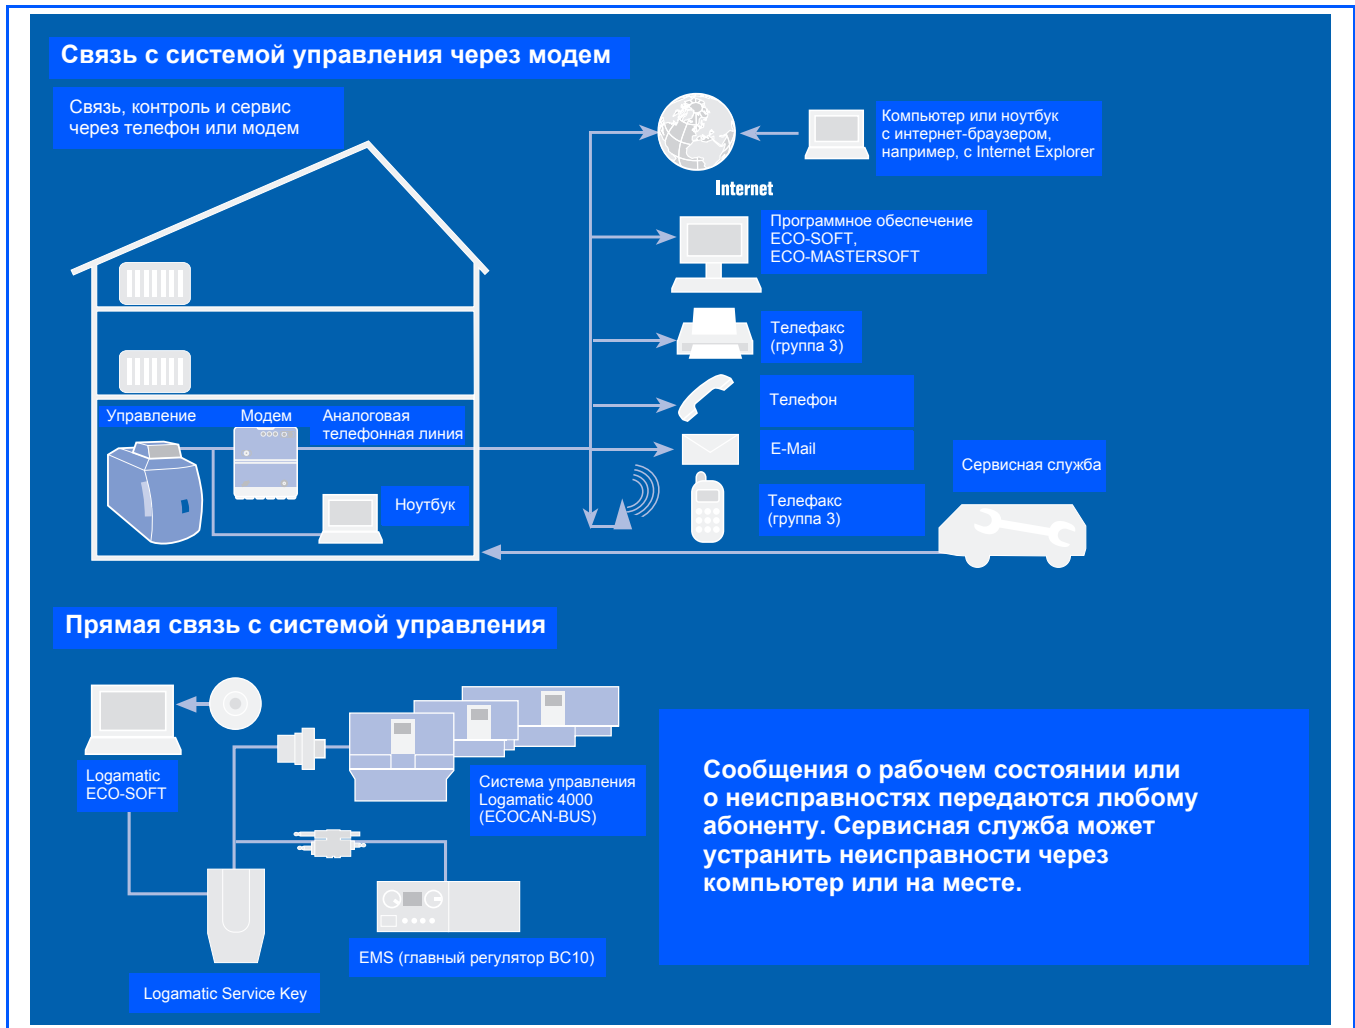 Связь с системой управления через модем
Связь, контроль и сервис
через телефон или модем
Компьютер или ноутбук
с интернет-браузером,
например, с Internet Explorer
Internet
Программное обеспечение
ECO-SOFT,
ECO-MASTERSOFT
Телефакс
(группа 3)
Телефон
E-Mail
Телефакс
(группа 3)
Сервисная служба
Управление
Модем
Аналоговая
телефонная линия
Ноутбук
Прямая связь с системой управления
Logamatic
ECO-SOFT
Система управления
Logamatic 4000
(ECOCAN-BUS)
EMS (главный регулятор BC10)
Logamatic Service Key
Сообщения о рабочем состоянии или
о неисправностях передаются любому
абоненту. Сервисная служба может
устранить неисправности через
компьютер или на месте.